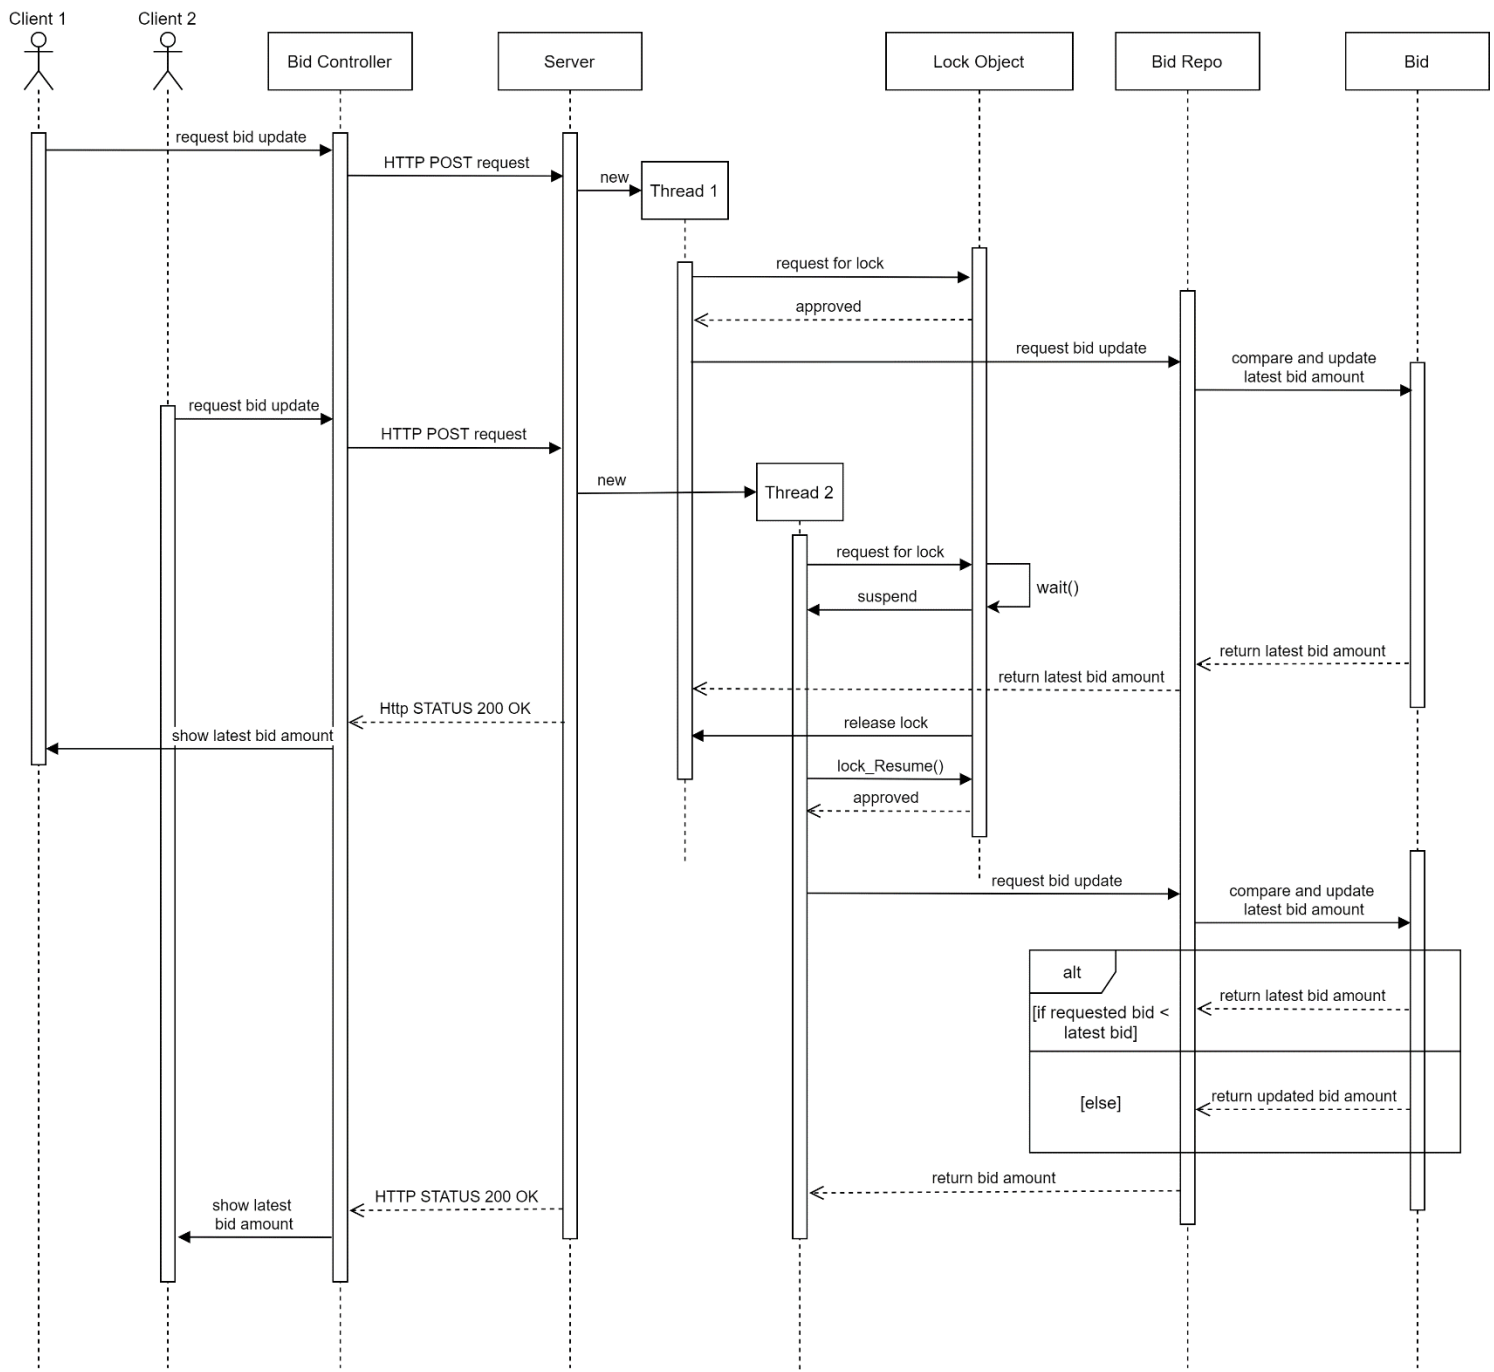 Client 1
Client 2
Bid Controller
Server
Lock Object
Bid Repo
Bid
request bid update
HTTP POST request
new
Thread 1
request for lock
approved
request bid update
compare and update
latest bid amount
request bid update
HTTP POST request
new
Thread 2
request for lock
wait()
suspend
return latest bid amount
return latest bid amount
Http STATUS 200 OK
release lock
show latest bid amount
lock_Resume()
approved
request bid update
compare and update
latest bid amount
alt
return latest bid amount
[if requested bid <
latest bid]
return updated bid amount
[else]
return bid amount
HTTP STATUS 200 OK
show latest
bid amount